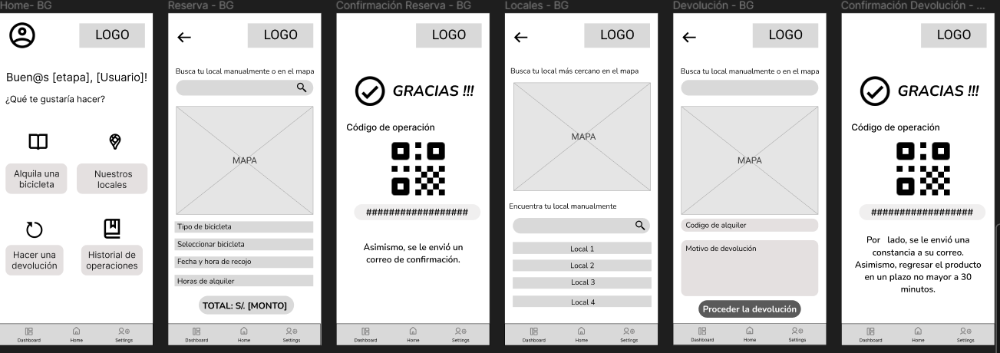 Home- BG
LOGO
Buen@s [etapa], [Usuario]!
¿Qué te gustaría hacer?
Alquila una
bicicleta
Nuestros
locales
Hacer una
devolución
Historial de
operaciones
Dashboard
Home
Settings
Reserva - BG
LOGO
Busca tu local manualmente o en el mapa
MAPA
Tipo de bicicleta
Seleccionar bicicleta
Fecha y hora de recojo
Horas de alquiler
TOTAL: S/. [MONTO]
Dashboard
Home
Settings
Confirmación Reserva - BG
LOGO
GRACIAS !!!
Código de operación
##################
Asimismo, se le envió un
correo de confirmación.
Dashboard
Home
Settings
Locales - BG
LOGO
Busca tu local más cercano en el mapa
MAPA
Encuentra tu local manualmente
Local 1
Local 2
Local 3
Local 4
Dashboard
Home
Settings
Devolución - BG
LOGO
Busca tu local manualmente o en el mapa
MAPA
Codigo de alquiler
Motivo de devolución
Proceder la devolución
Dashboard
Home
Settings
Confirmación Devolución - ...
LOGO
GRACIAS !!!
Código de operación
##################
Por lado, se le envió una
constancia a su correo.
Asimismo, regresar el producto
en un plazo no mayor a 30
minutos.
Dashboard
Home
Settings